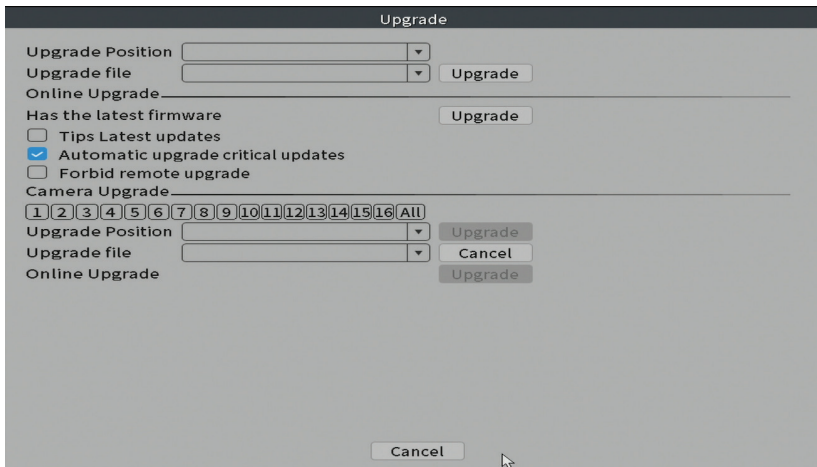 Upgrade
Upgrade Position
Upgrade file Upgrade
Online Upgrade
Has the latest firmware Upgrade
Tips Latest updates
Automatic upgrade critical updates
Forbid remote upgrade
Camera Upgrade
1 2 3 4 5 6 7 8 9 10 11 12 13 14 15 16 All
Upgrade Position Upgrade
Upgrade file Cancel
Online Upgrade Upgrade
Cancel